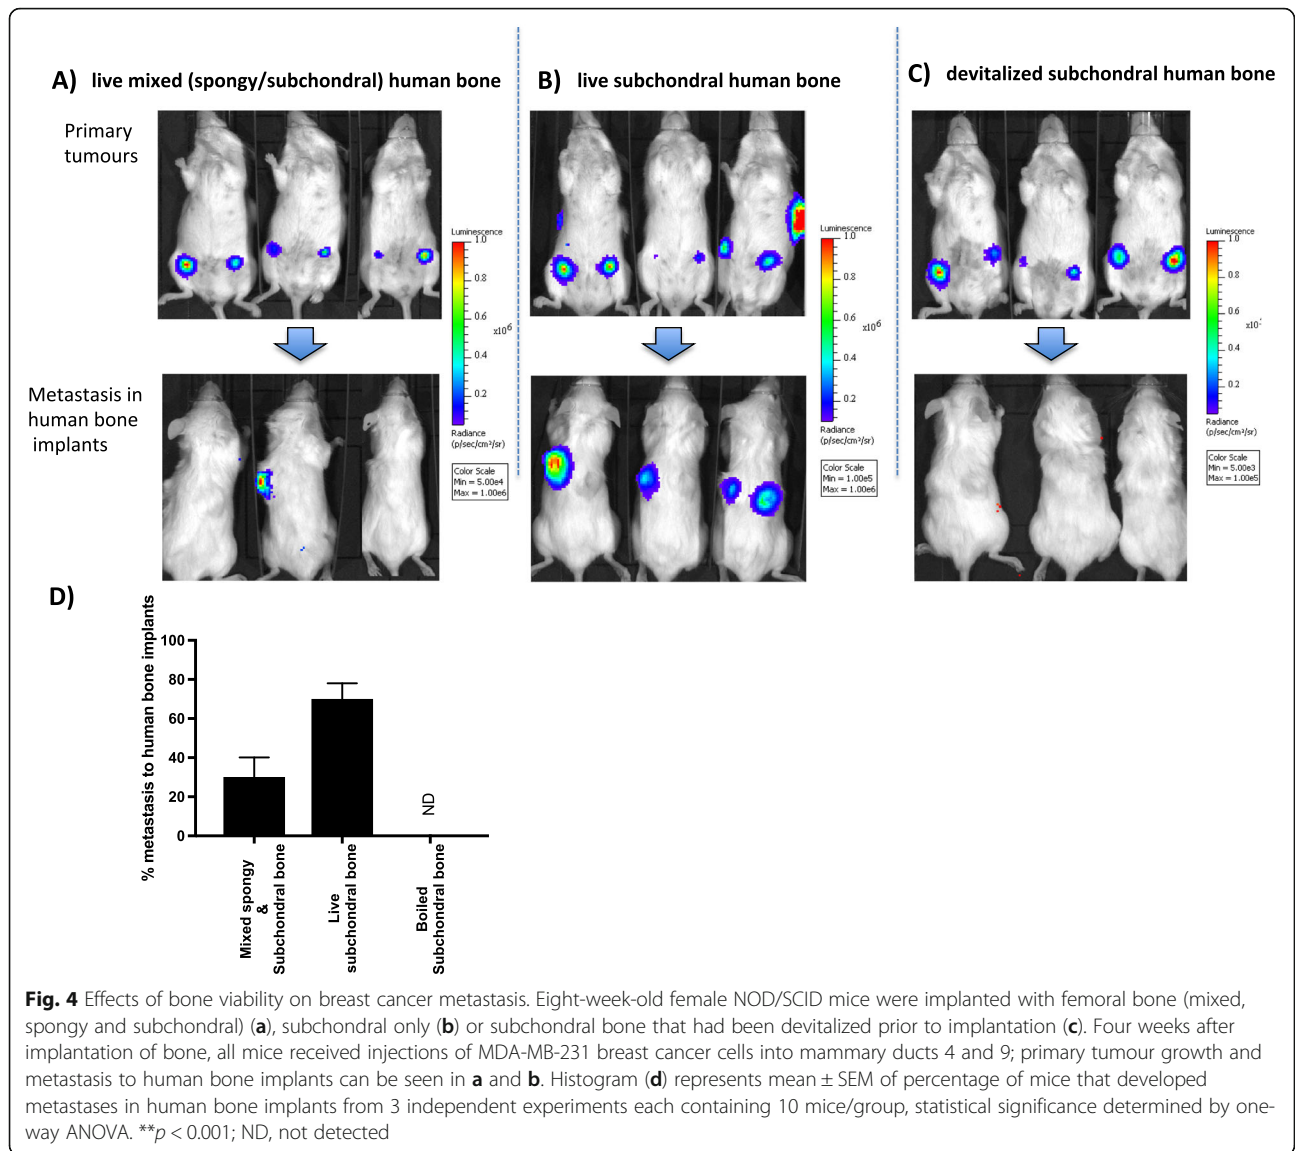 A) live mixed (spongy/subchondral) human bone
B) live subchondral human bone
C) devitalized subchondral human bone
Primary
tumours
Luminescence
1.0
0.8
0.6
x10⁶
0.4
0.2
Radiance
(p/sec/cm²/sr)
Color Scale
Min = 5.00e4
Max = 1.00e6
Luminescence
1.0
0.8
0.6
x10⁶
0.4
0.2
Radiance
(p/sec/cm²/sr)
Color Scale
Min = 1.00e5
Max = 1.00e6
Luminescence
1.0
0.8
0.6
0.4
0.2
Radiance
(p/sec/cm²/sr)
Color Scale
Min = 5.00e3
Max = 1.00e5
Metastasis in
human bone
implants
D)
% metastasis to human bone implants
100
80
60
40
20
0
ND
Mixed spongy
&
Subchondral bone
Live
subchondral bone
Boiled
Subchondral bone
Fig. 4 Effects of bone viability on breast cancer metastasis. Eight-week-old female NOD/SCID mice were implanted with femoral bone (mixed,
spongy and subchondral) (a), subchondral only (b) or subchondral bone that had been devitalized prior to implantation (c). Four weeks after
implantation of bone, all mice received injections of MDA-MB-231 breast cancer cells into mammary ducts 4 and 9; primary tumour growth and
metastasis to human bone implants can be seen in a and b. Histogram (d) represents mean ± SEM of percentage of mice that developed
metastases in human bone implants from 3 independent experiments each containing 10 mice/group, statistical significance determined by one-
way ANOVA. **p < 0.001; ND, not detected